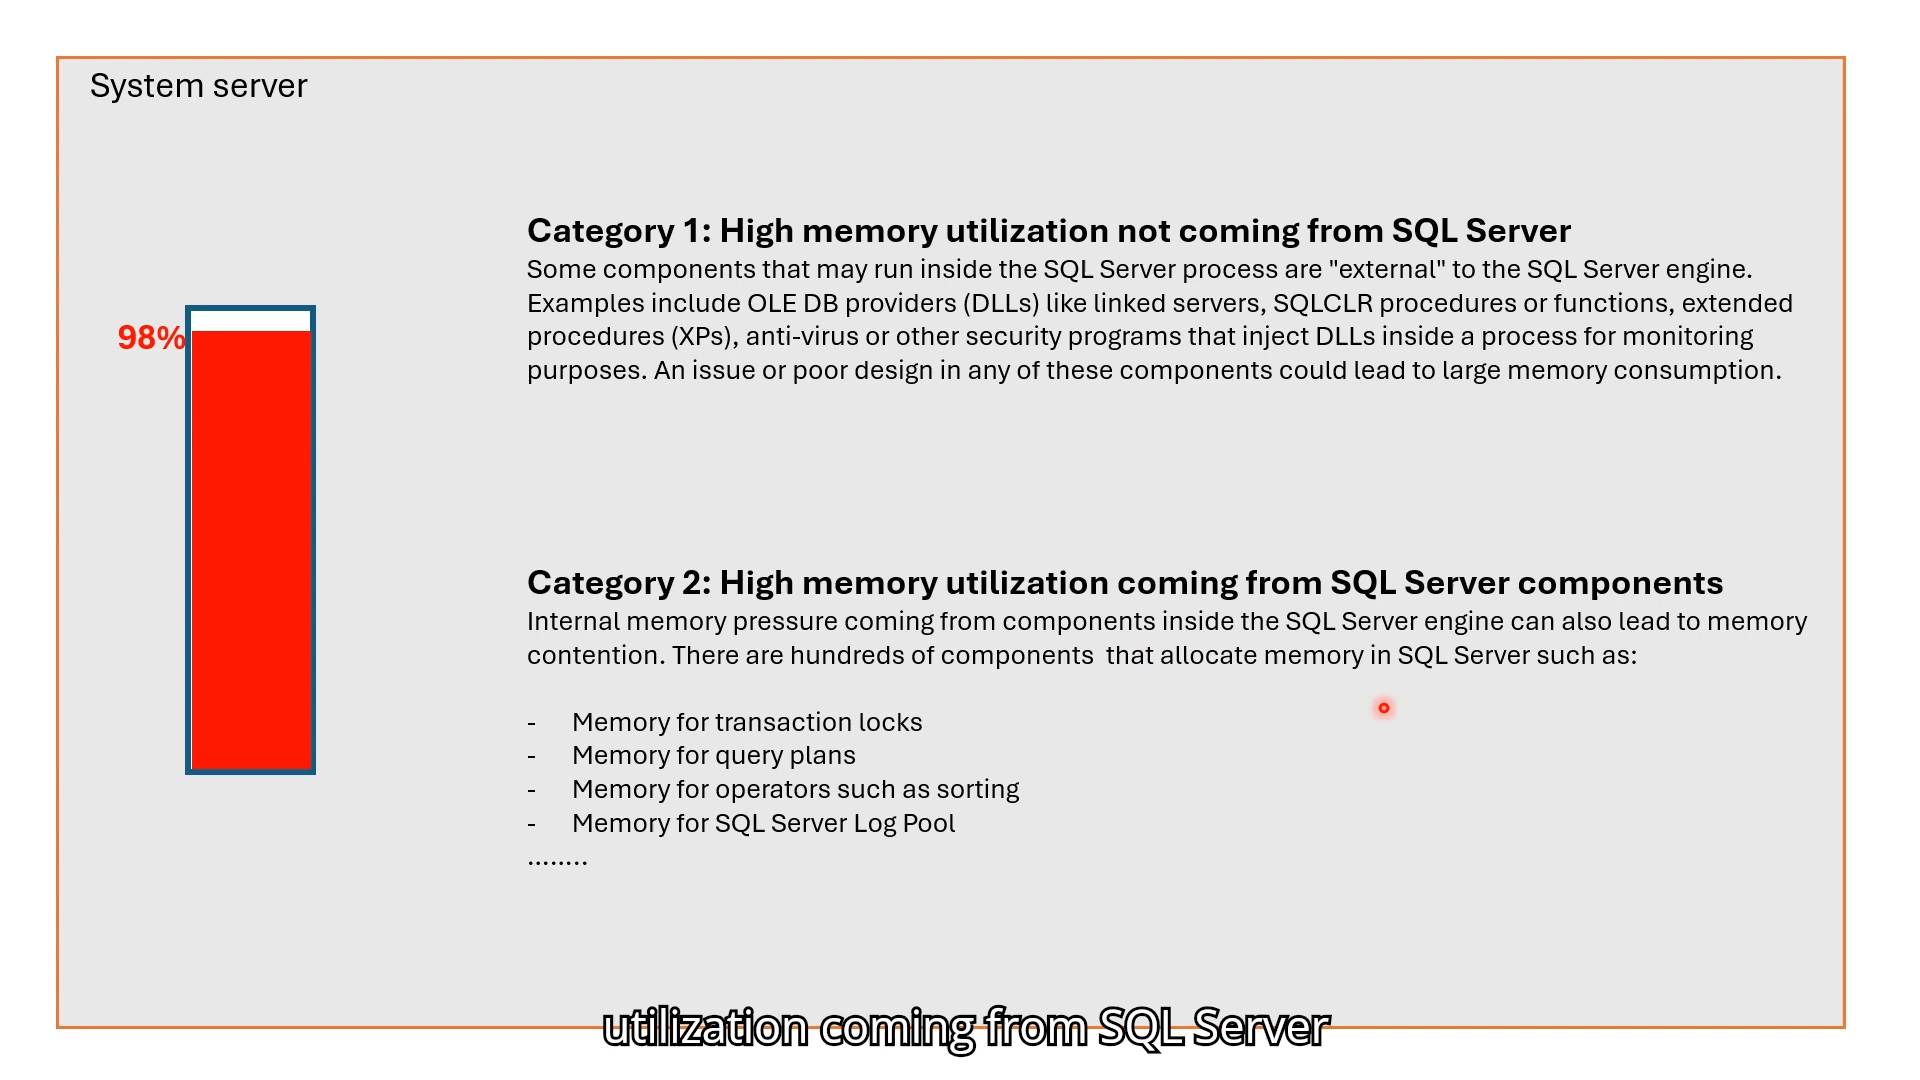 System server
Category 1: High memory utilization not coming from SQL Server
Some components that may run inside the SQL Server process are "external" to the SQL Server engine.
Examples include OLE DB providers (DLLs) like linked servers, SQLCLR procedures or functions, extended
procedures (XPs), anti-virus or other security programs that inject DLLs inside a process for monitoring
purposes. An issue or poor design in any of these components could lead to large memory consumption.
98%
Category 2: High memory utilization coming from SQL Server components
Internal memory pressure coming from components inside the SQL Server engine can also lead to memory
contention. There are hundreds of components  that allocate memory in SQL Server such as:
- Memory for transaction locks
- Memory for query plans
- Memory for operators such as sorting
- Memory for SQL Server Log Pool
........
utilization coming from SQL Server